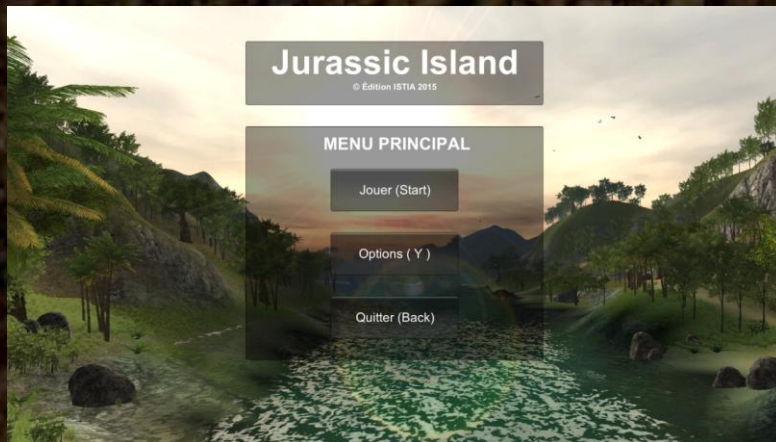 Jurassic Island
© Édition ISTIA 2015
MENU PRINCIPAL
Jouer (Start)
Options ( Y )
Quitter (Back)